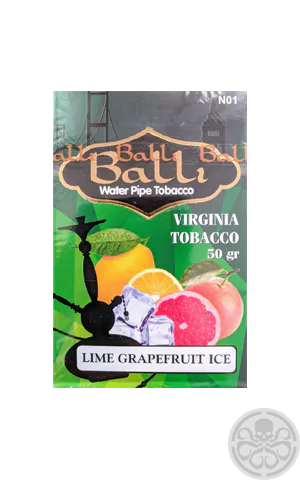 N01
Balli Balli Balli
Balli
Water Pipe Tobacco
VIRGINIA
TOBACCO
50 gr
LIME GRAPEFRUIT ICE